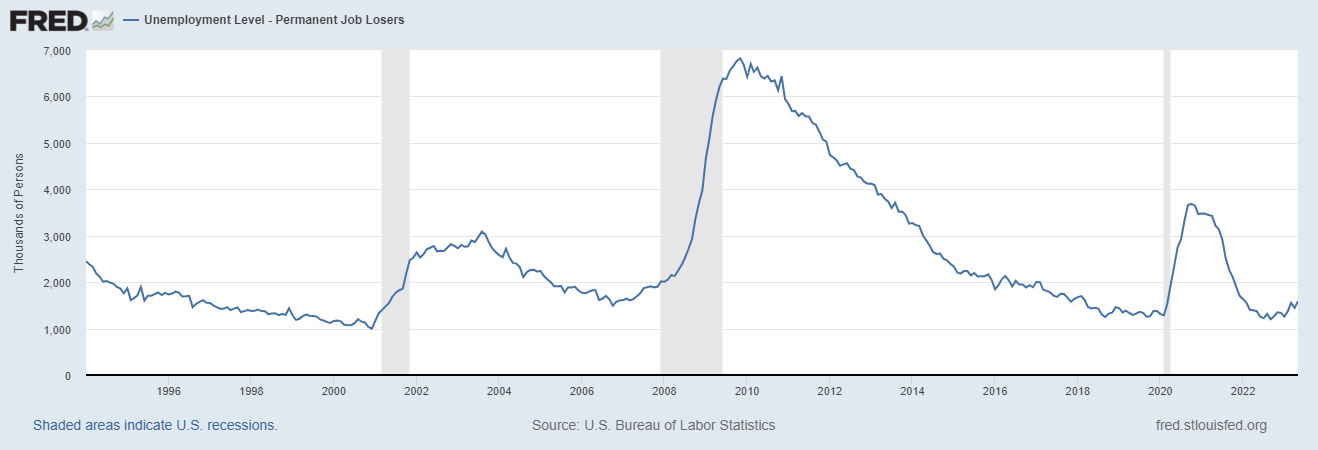 FRED
Unemployment Level - Permanent Job Losers
7,000
6,000
5,000
4,000
3,000
2,000
1,000
0
Thousands of Persons
1996 1998 2000 2002 2004 2006 2008 2010 2012 2014 2016 2018 2020 2022
Shaded areas indicate U.S. recessions.
Source: U.S. Bureau of Labor Statistics
fred.stlouisfed.org